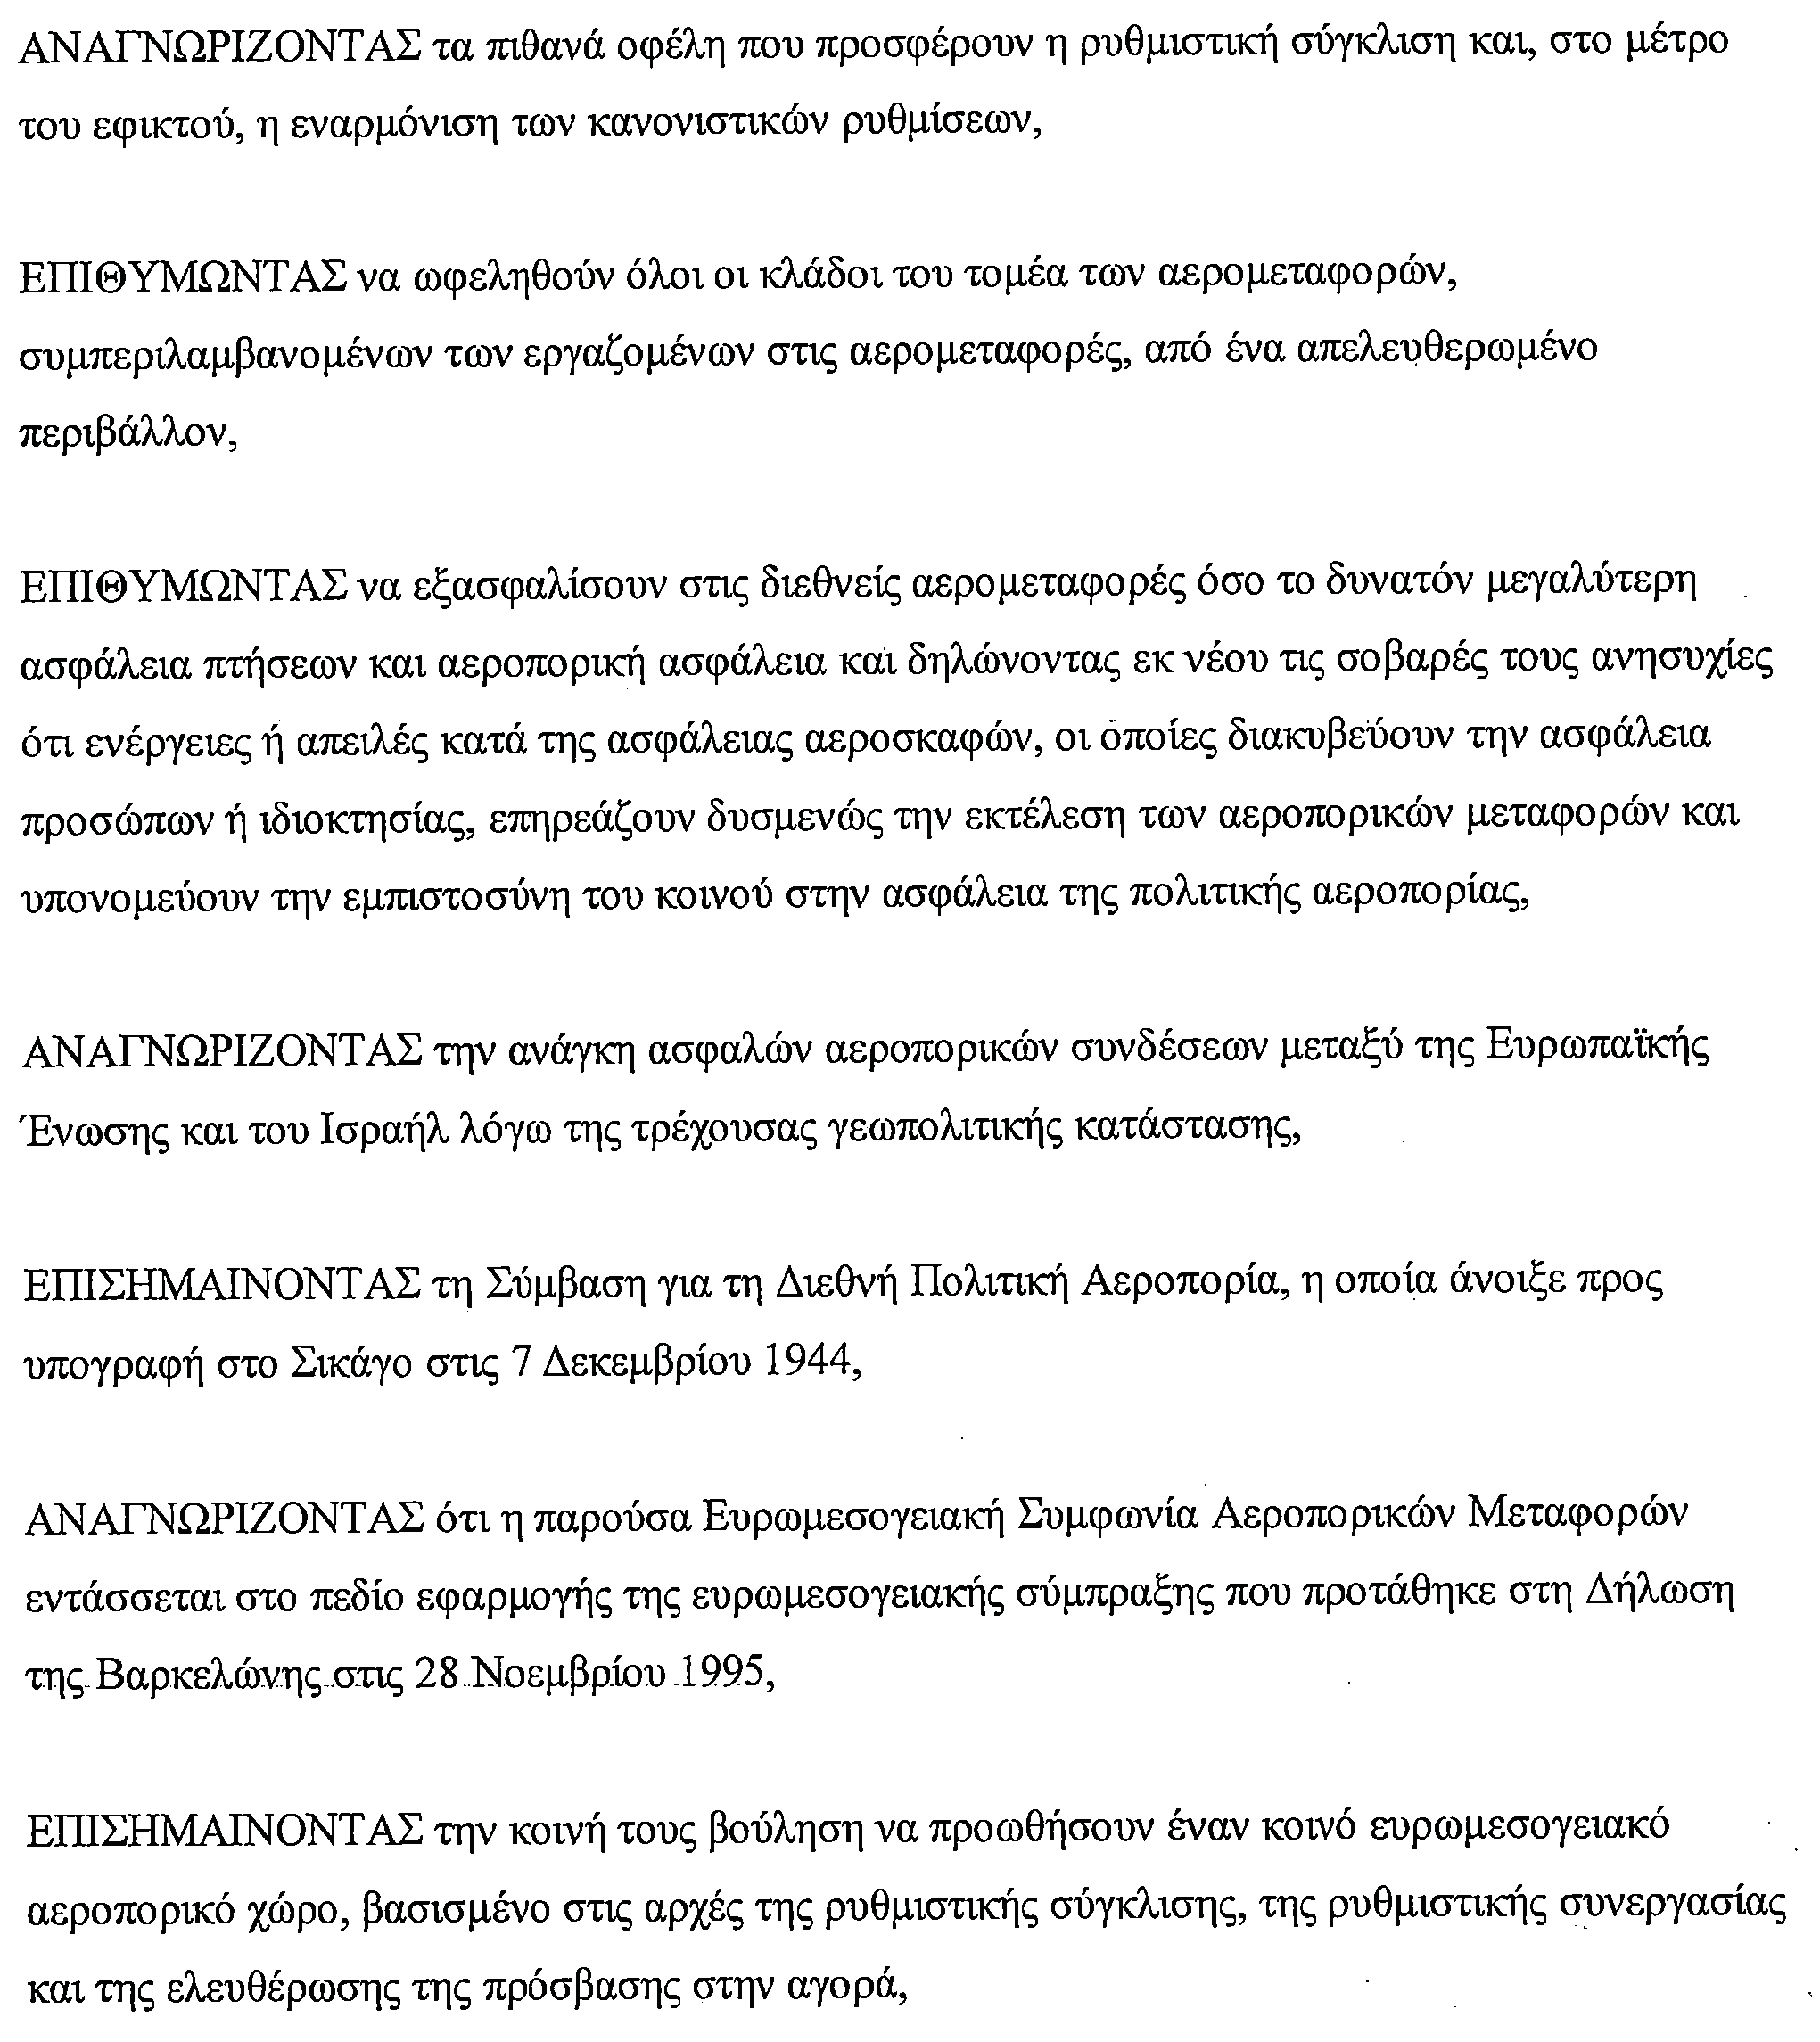 ΑΝΑΓΝΩΡΙΖΟΝΤΑΣ τα πιθανά οφέλη που προσφέρουν η ρυθμιστική σύγκλιση και, στο μέτρο
του εφικτού, η εναρμόνιση των κανονιστικών ρυθμίσεων,
ΕΠΙΘΥΜΩΝΤΑΣ να ωφεληθούν όλοι οι κλάδοι του τομέα των αερομεταφορών,
συμπεριλαμβανομένων των εργαζομένων στις αερομεταφορές, από ένα απελευθερωμένο
περιβάλλον,
ΕΠΙΘΥΜΩΝΤΑΣ να εξασφαλίσουν στις διεθνείς αερομεταφορές όσο το δυνατόν μεγαλύτερη
ασφάλεια πτήσεων και αεροπορική ασφάλεια και δηλώνοντας εκ νέου τις σοβαρές τους ανησυχίες
ότι ενέργειες ή απειλές κατά της ασφάλειας αεροσκαφών, οι οποίες διακυβεύουν την ασφάλεια
προσώπων ή ιδιοκτησίας, επηρεάζουν δυσμενώς την εκτέλεση των αεροπορικών μεταφορών και
υπονομεύουν την εμπιστοσύνη του κοινού στην ασφάλεια της πολιτικής αεροπορίας,
ΑΝΑΓΝΩΡΙΖΟΝΤΑΣ την ανάγκη ασφαλών αεροπορικών συνδέσεων μεταξύ της Ευρωπαϊκής
Ένωσης και του Ισραήλ λόγω της τρέχουσας γεωπολιτικής κατάστασης,
ΕΠΙΣΗΜΑΙΝΟΝΤΑΣ τη Σύμβαση για τη Διεθνή Πολιτική Αεροπορία, η οποία άνοιξε προς
υπογραφή στο Σικάγο στις 7 Δεκεμβρίου 1944,
ΑΝΑΓΝΩΡΙΖΟΝΤΑΣ ότι η παρούσα Ευρωμεσογειακή Συμφωνία Αεροπορικών Μεταφορών
εντάσσεται στο πεδίο εφαρμογής της ευρωμεσογειακής σύμπραξης που προτάθηκε στη Δήλωση
της Βαρκελώνης στις 28 Νοεμβρίου 1995,
ΕΠΙΣΗΜΑΙΝΟΝΤΑΣ την κοινή τους βούληση να προωθήσουν έναν κοινό ευρωμεσογειακό
αεροπορικό χώρο, βασισμένο στις αρχές της ρυθμιστικής σύγκλισης, της ρυθμιστικής συνεργασίας
και της ελευθέρωσης της πρόσβασης στην αγορά,